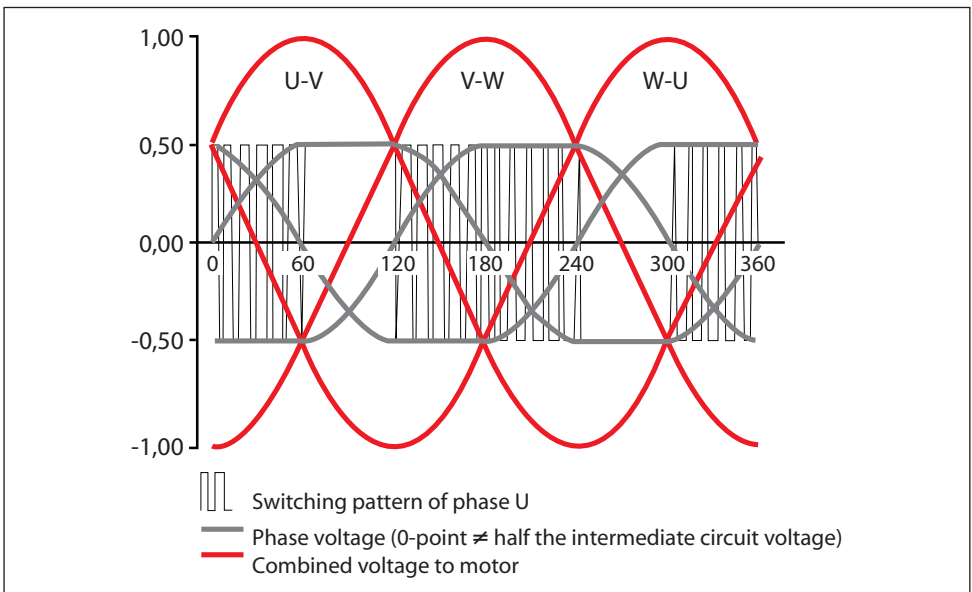 1,00
U-V V-W W-U
0,50
0,00
0 60 120 180 240 300 360
-0,50
-1,00
Switching pattern of phase U
Phase voltage (0-point ≠ half the intermediate circuit voltage)
Combined voltage to motor